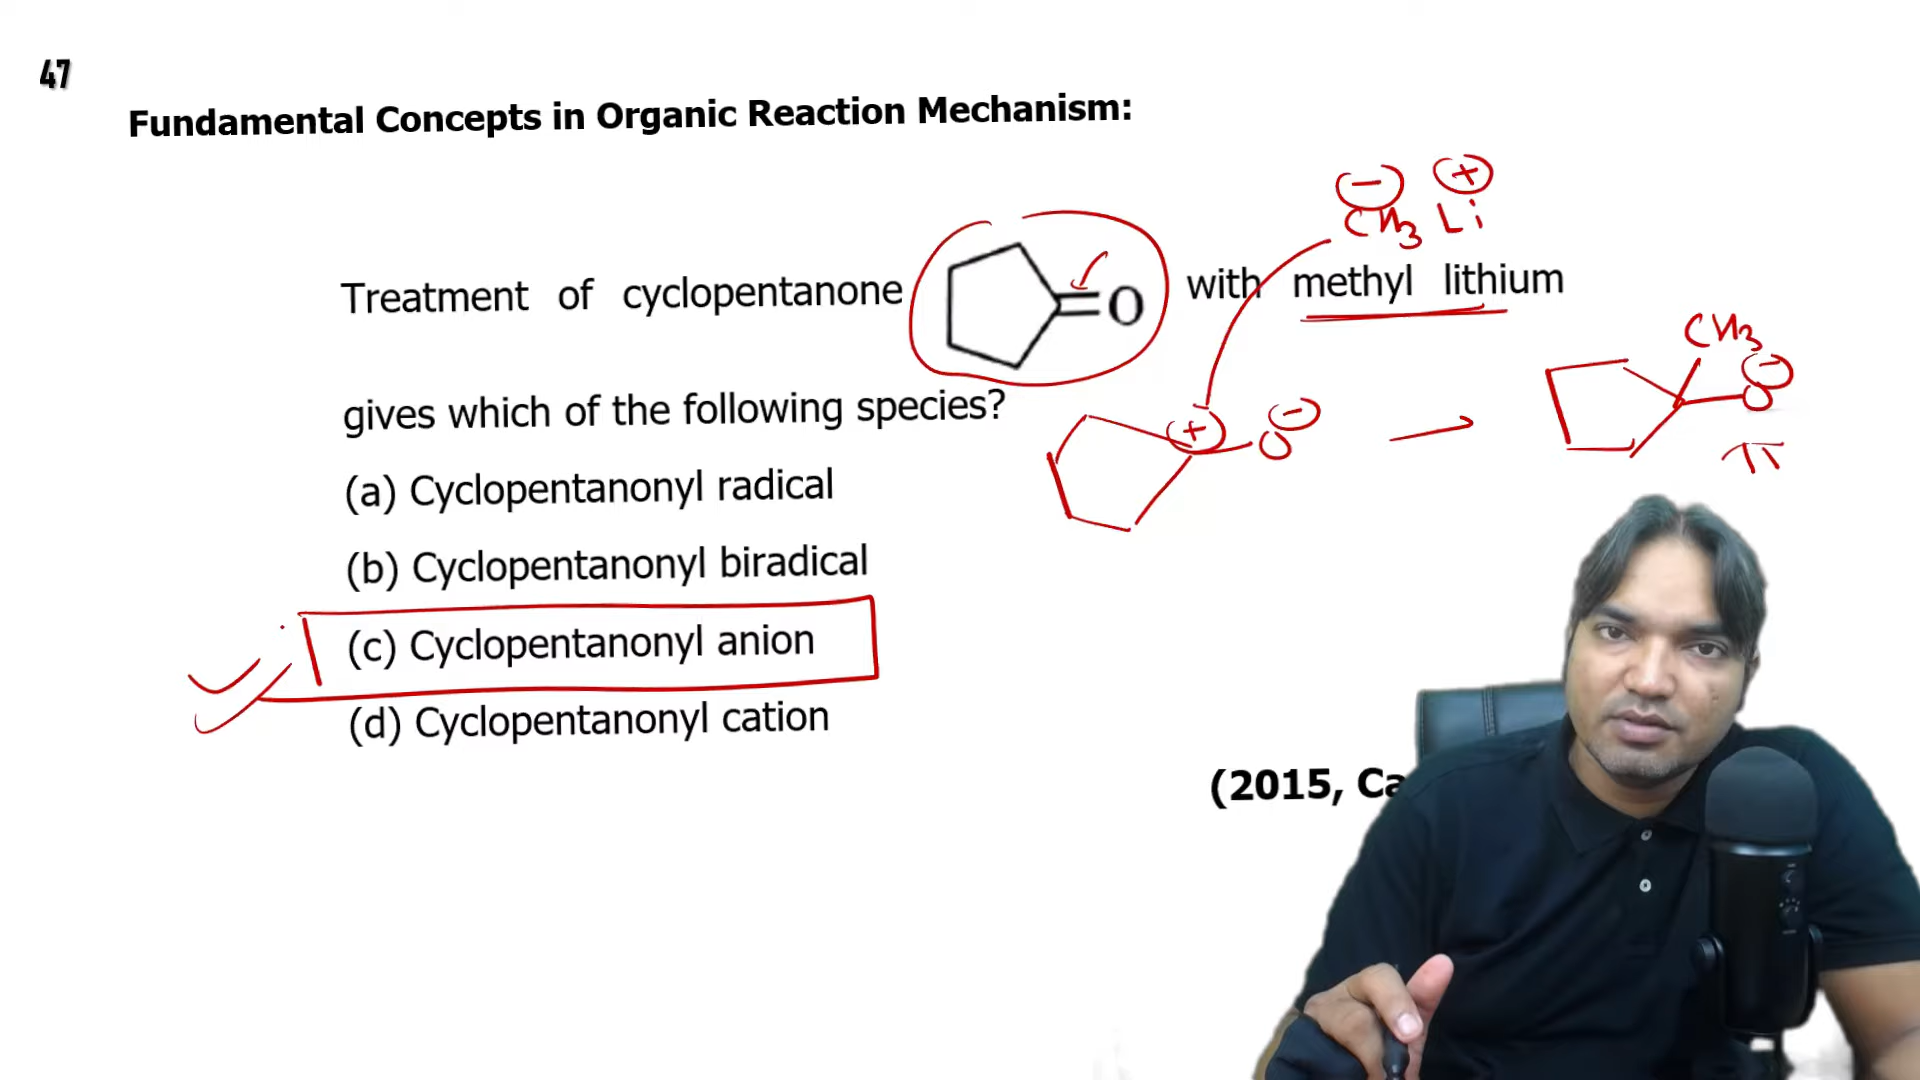 47
Fundamental Concepts in Organic Reaction Mechanism:
⊖ ⊕
CH3 Li
Treatment of cyclopentanone O with methyl lithium
CH3
⊖
O
gives which of the following species?
⊕ O ⊖
(a) Cyclopentanonyl radical
(b) Cyclopentanonyl biradical
(c) Cyclopentanonyl anion
(d) Cyclopentanonyl cation
(2015, Ca